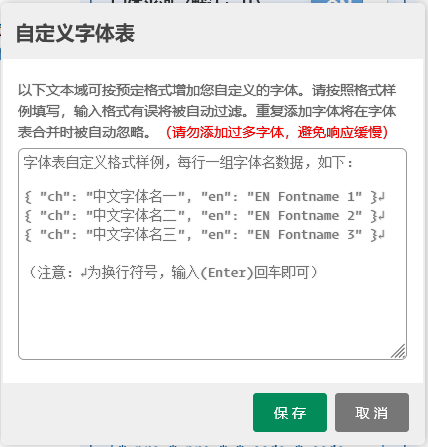 自定义字体表
以下文本域可按预定格式增加您自定义的字体。请按照格式样
例填写，输入格式有误将被自动过滤。重复添加字体将在字体
表合并时被自动忽略。（请勿添加过多字体，避免响应缓慢）
字体表自定义格式样例，每行一组字体名数据，如下：
{ "ch": "中文字体名一", "en": "EN Fontname 1" }↲
{ "ch": "中文字体名二", "en": "EN Fontname 2" }↲
{ "ch": "中文字体名三", "en": "EN Fontname 3" }↲
（注意：↲为换行符号，输入(Enter)回车即可）
保存
取消